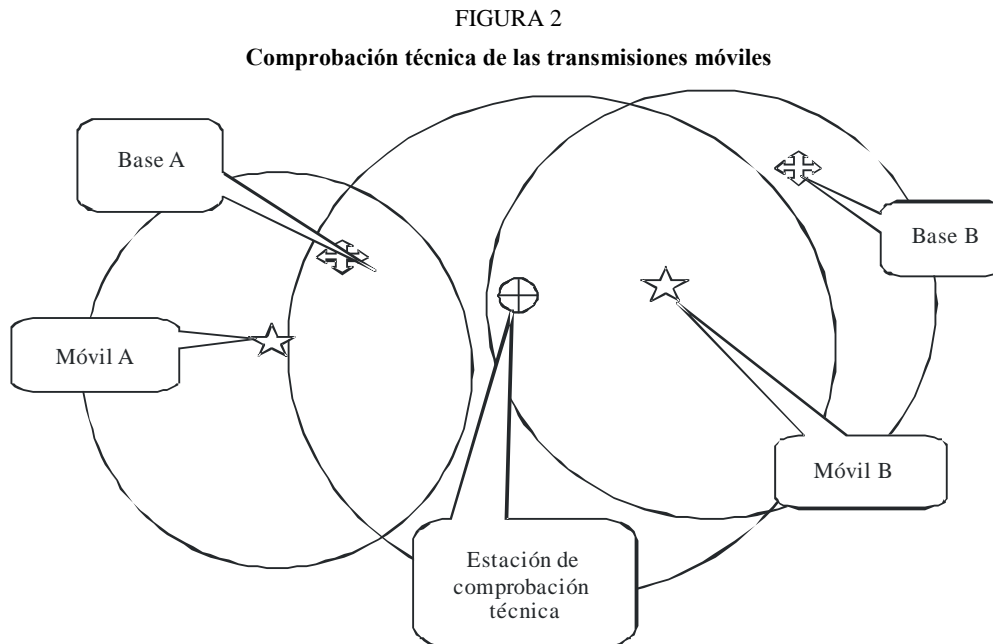 FIGURA 2
Comprobación técnica de las transmisiones móviles
Base A
Base B
Móvil A
Móvil B
Estación de
comprobación
técnica